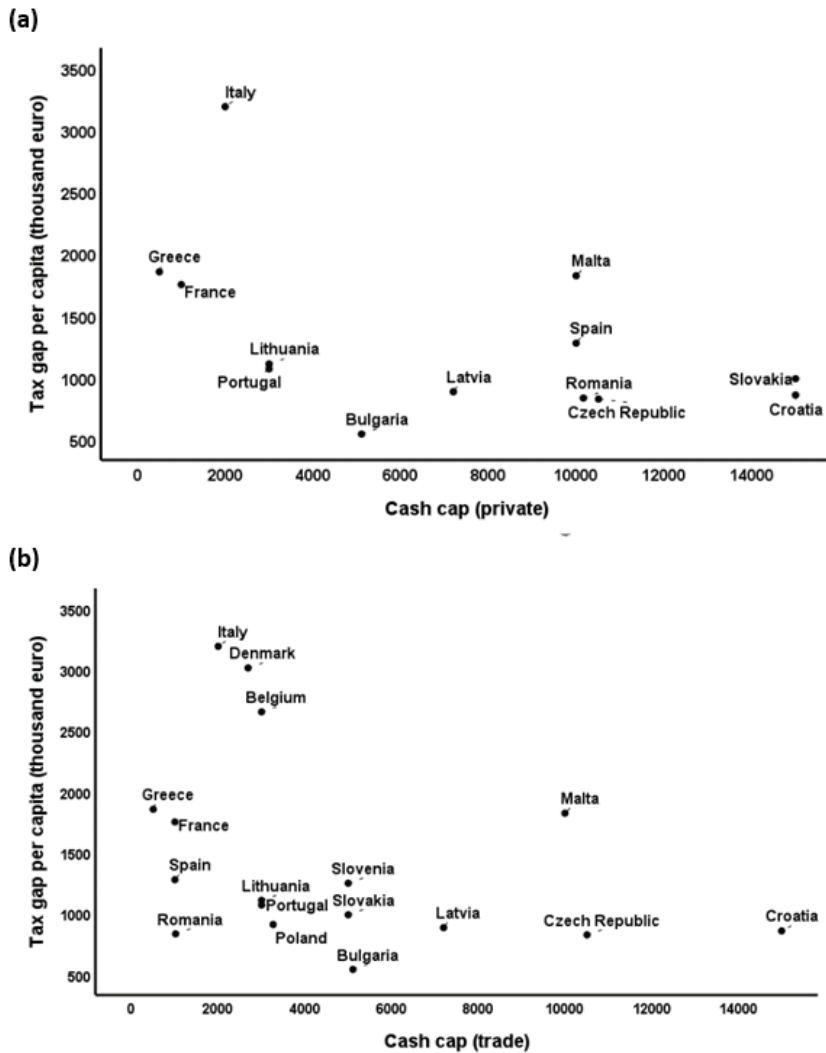 (a)
Tax gap per capita (thousand euro)
3500
3000
2500
2000
1500
1000
500
Italy
Greece
France
Malta
Spain
Lithuania
Portugal
Latvia
Romania
Slovakia
Czech Republic
Croatia
Bulgaria
0 2000 4000 6000 8000 10000 12000 14000
Cash cap (private)
(b)
Tax gap per capita (thousand euro)
3500
3000
2500
2000
1500
1000
500
Italy
Denmark
Belgium
Greece
France
Malta
Spain
Slovenia
Lithuania
Portugal
Slovakia
Romania
Poland
Latvia
Czech Republic
Croatia
Bulgaria
0 2000 4000 6000 8000 10000 12000 14000
Cash cap (trade)